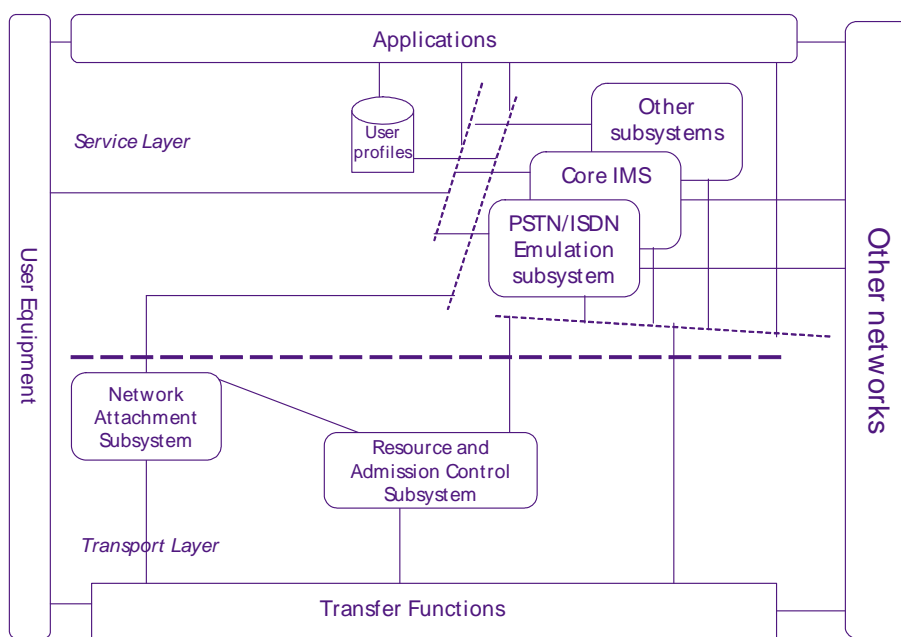 Applications
Service Layer
User
profiles
Other
subsystems
Core IMS
PSTN/ISDN
Emulation
subsystem
User Equipment
Other networks
Network
Attachment
Subsystem
Resource and
Admission Control
Subsystem
Transport Layer
Transfer Functions